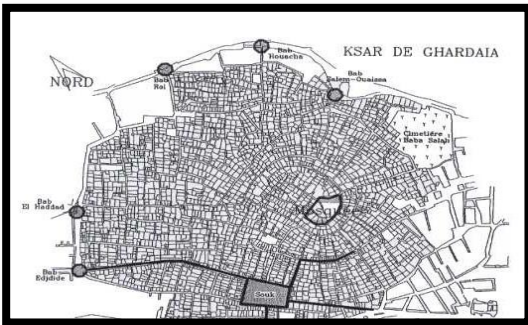 KSAR DE GHARDAIA
NORD
Bab
Houacha
Bab
Roi
Bab
Salem-Ouaissa
Cimetière
Baba Salah
Bab
El Haddad
Bab
Edjdide
Souk